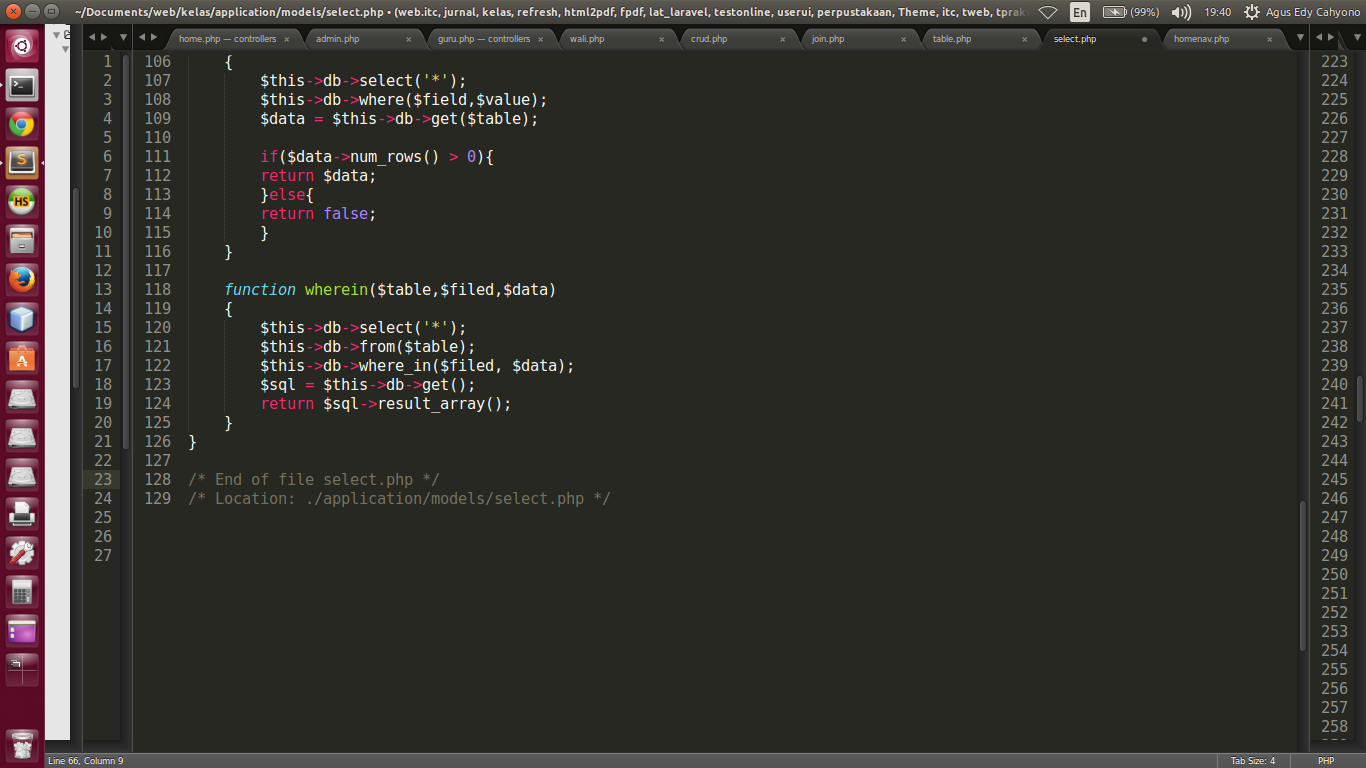 ~/Documents/web/kelas/application/models/select.php • (web.itc, jurnal, kelas, refresh, html2pdf, fpdf, lat_laravel, testonline, userui, perpustakaan, Theme, itc, tweb, tprak
En (99%) 19:40 Agus Edy Cahyono
home.php — controllers × admin.php × guru.php — controllers × wali.php × crud.php × join.php × table.php × select.php homenav.php ×
1 106 { 223
2 107 $this->db->select('*'); 224
3 108 $this->db->where($field,$value); 225
4 109 $data = $this->db->get($table); 226
5 110 227
6 111 if($data->num_rows() > 0){ 228
7 112 return $data; 229
8 113 }else{ 230
9 114 return false; 231
10 115 } 232
11 116 } 233
12 117 234
13 118 function wherein($table,$filed,$data) 235
14 119 { 236
15 120 $this->db->select('*'); 237
16 121 $this->db->from($table); 238
17 122 $this->db->where_in($filed, $data); 239
18 123 $sql = $this->db->get(); 240
19 124 return $sql->result_array(); 241
20 125 } 242
21 126 } 243
22 127 244
23 128 /* End of file select.php */ 245
24 129 /* Location: ./application/models/select.php */ 246
25 247
26 248
27 249
250
251
252
253
254
255
256
257
258
S
HS
A
Line 66, Column 9 Tab Size: 4 PHP